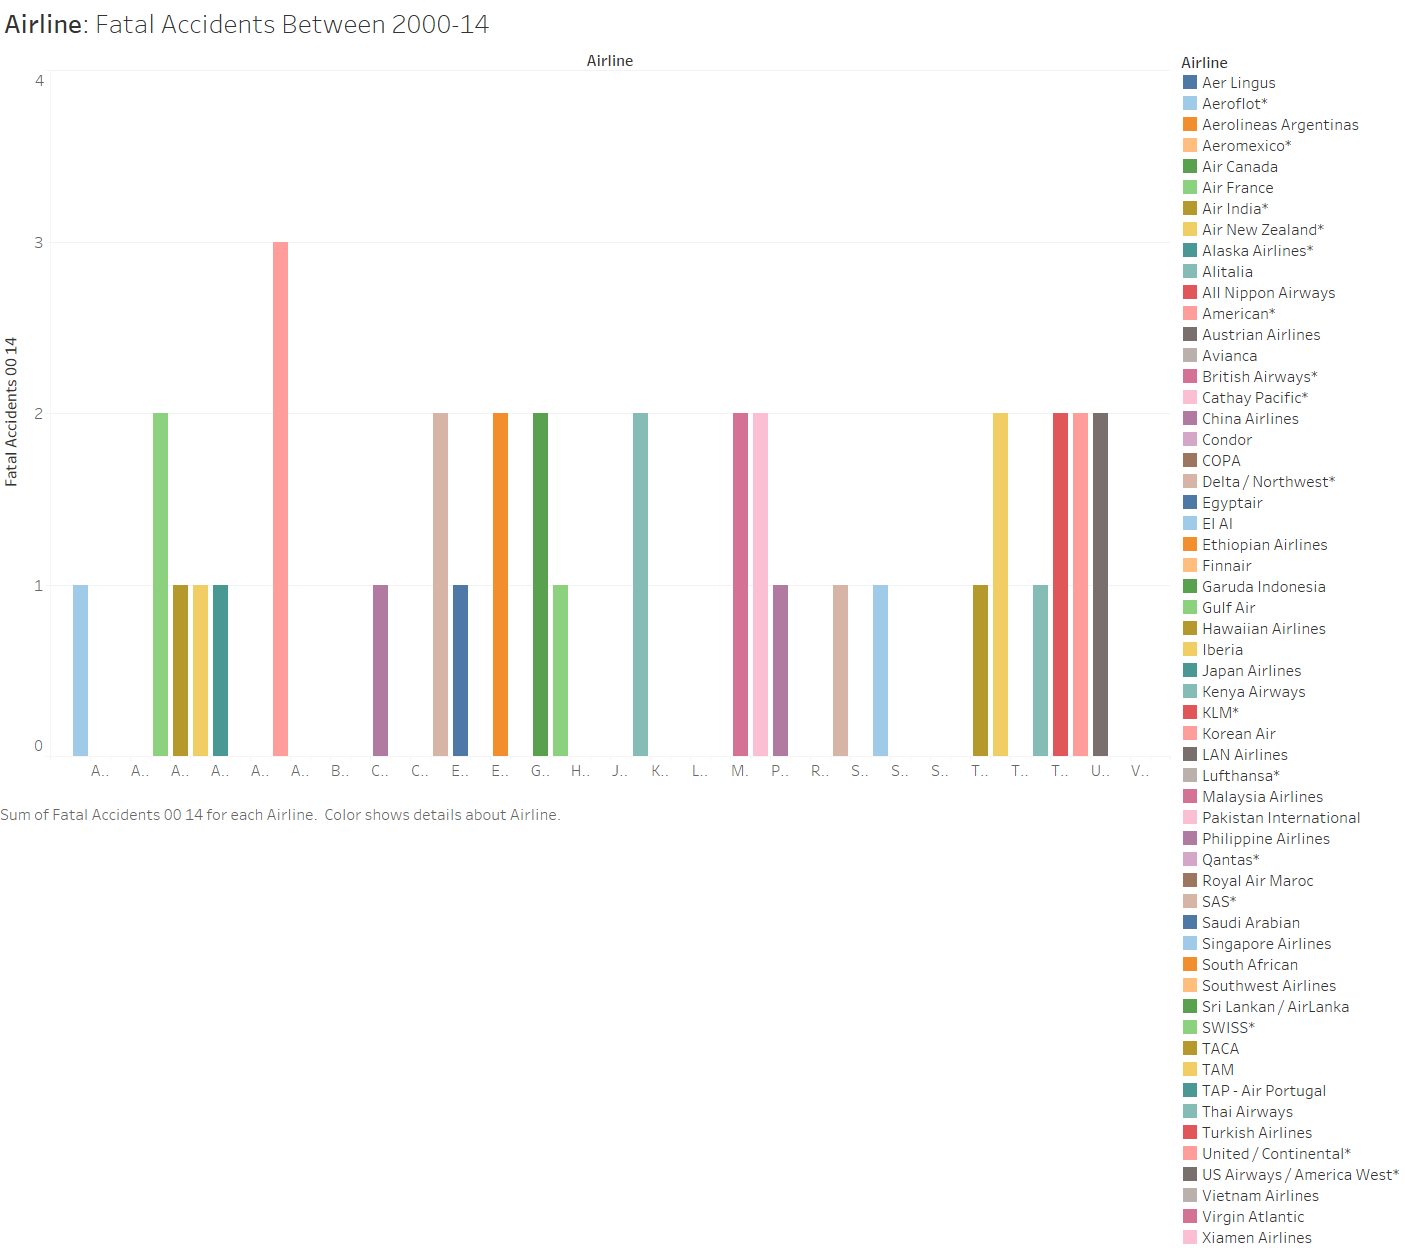 Airline: Fatal Accidents Between 2000-14
Airline
4
3
2
1
0
Fatal Accidents 00 14
A.. A.. A.. A.. A.. A.. B.. C.. C.. E.. E.. G.. H.. J.. K.. L.. M. P.. R.. S.. S.. S.. T.. T.. T.. U.. V..
Sum of Fatal Accidents 00 14 for each Airline. Color shows details about Airline.
Airline
Aer Lingus
Aeroflot*
Aerolineas Argentinas
Aeromexico*
Air Canada
Air France
Air India*
Air New Zealand*
Alaska Airlines*
Alitalia
All Nippon Airways
American*
Austrian Airlines
Avianca
British Airways*
Cathay Pacific*
China Airlines
Condor
COPA
Delta / Northwest*
Egyptair
El Al
Ethiopian Airlines
Finnair
Garuda Indonesia
Gulf Air
Hawaiian Airlines
Iberia
Japan Airlines
Kenya Airways
KLM*
Korean Air
LAN Airlines
Lufthansa*
Malaysia Airlines
Pakistan International
Philippine Airlines
Qantas*
Royal Air Maroc
SAS*
Saudi Arabian
Singapore Airlines
South African
Southwest Airlines
Sri Lankan / AirLanka
SWISS*
TACA
TAM
TAP - Air Portugal
Thai Airways
Turkish Airlines
United / Continental*
US Airways / America West*
Vietnam Airlines
Virgin Atlantic
Xiamen Airlines